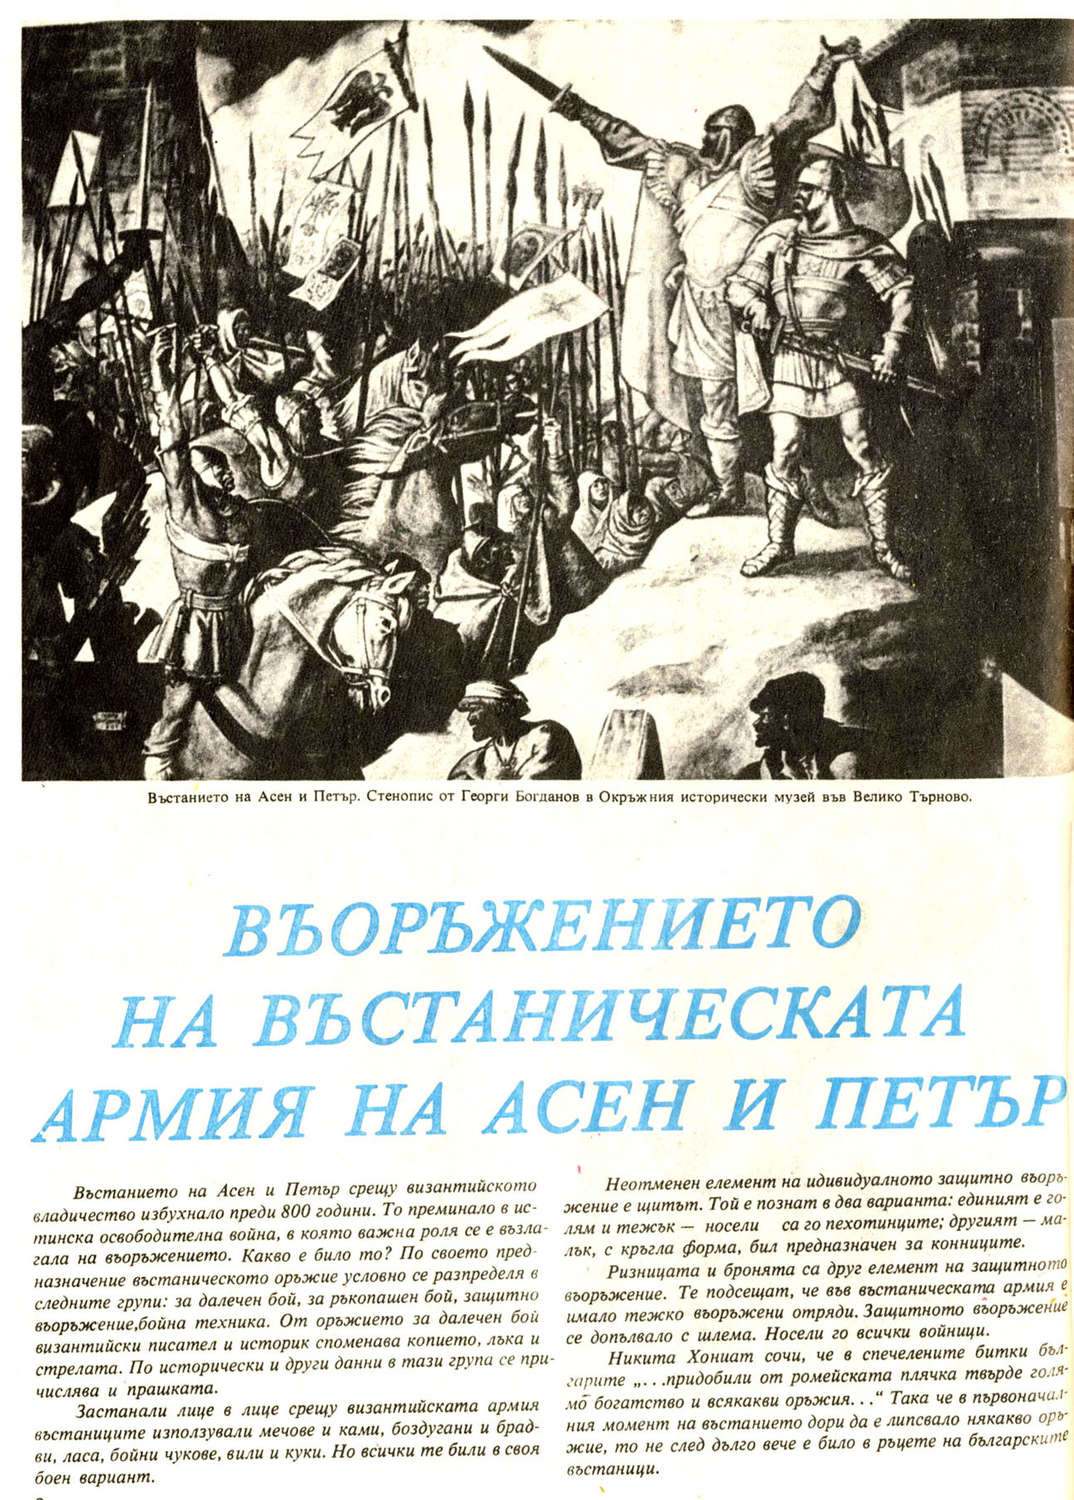 Въстанието на Асен и Петър. Стенопис от Георги Богданов в Окръжния исторически музей във Велико Търново.
ВЪОРЪЖЕНИЕТО
НА ВЪСТАНИЧЕСКАТА
АРМИЯ НА АСЕН И ПЕТЪР
Въстанието на Асен и Петър срещу византийското
владичество избухнало преди 800 години. То преминало в ис-
тинска освободителна война, в която важна роля се е възла-
гала на въоръжението. Какво е било то? По своето пред-
назначение въстаническото оръжие условно се разпределя в
следните групи: за далечен бой, за ръкопашен бой, защитно
въоръжение,бойна техника. От оръжието за далечен бой
византийски писател и историк споменава копието, лъка и
стрелата. По исторически и други данни в тази група се при-
числява и прашката.
Застанали лице в лице срещу византийската армия
въстаниците използували мечове и ками, боздугани и брад-
ви, ласа, бойни чукове, вили и куки. Но всички те били в своя
боен вариант.
Неотменен елемент на идивидуалното защитно въоръ-
жение е щитът. Той е познат в два варианта: единият е го-
лям и тежък — носели са го пехотинците; другият — ма-
лък, с кръгла форма, бил предназначен за конниците.
Ризницата и бронята са друг елемент на защитното
въоръжение. Те подсещат, че във въстаническата армия е
имало тежко въоръжени отряди. Защитното въоръжение
се допълвало с шлема. Носели го всички войници.
Никита Хониат сочи, че в спечелените битки бъл-
гарите „...придобили от ромейската плячка твърде голя-
мо богатство и всякакви оръжия...“ Така че в първоначал-
ния момент на въстанието дори да е липсвало някакво оръ-
жие, то не след дълго вече е било в ръцете на българските
въстаници.